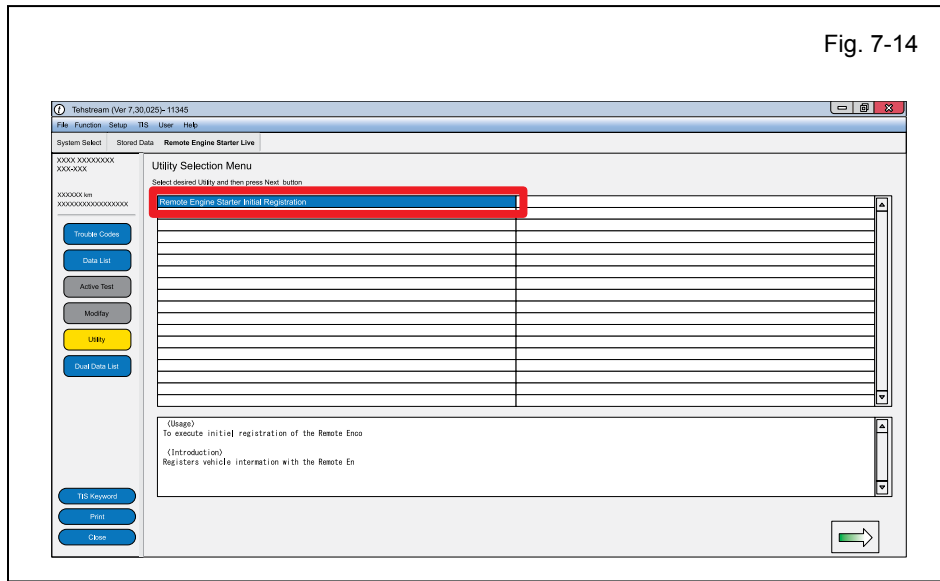 Fig. 7-14
Tehstream (Ver 7,30,025)- 11345
File Function Setup TIS User Help
System Select Stored Data Remote Engine Starter Live
XXXX XXXXXXXX
XXX-XXX
XXXXXX km
XXXXXXXXXXXXXXXX
Trouble Codes
Data List
Active Test
Modifay
Utility
Dual Data List
TIS Keyword
Print
Close
Utility Selection Menu
Select desired Utility and then press Next button
Remote Engine Starter Initial Registration
(Usage)
To execute initiel registration of the Remote Enco
(Introduction)
Registers vehicle intermation with the Remote En